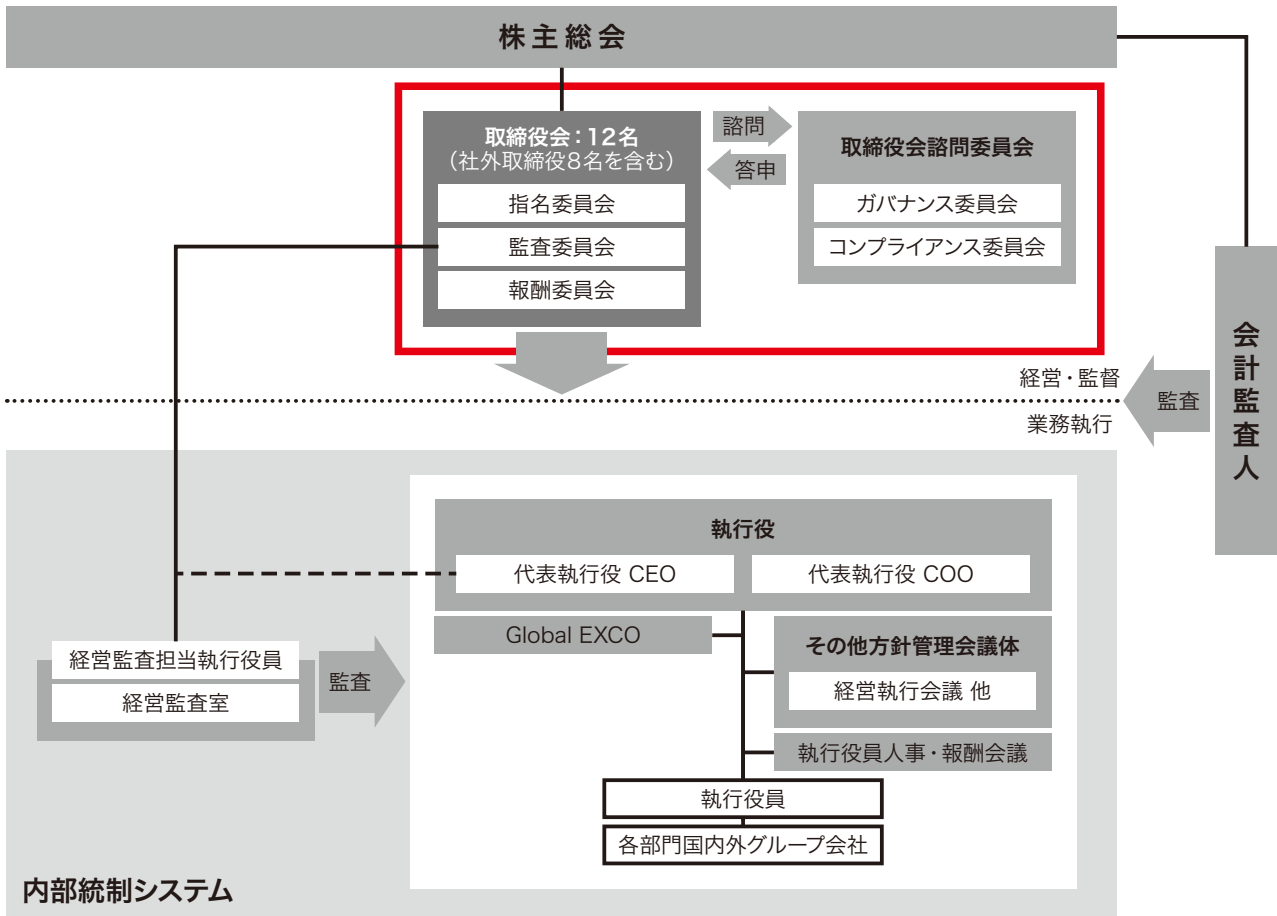 株主総会
取締役会：12名
（社外取締役8名を含む）
指名委員会
監査委員会
報酬委員会
諮問
答申
取締役会諮問委員会
ガバナンス委員会
コンプライアンス委員会
会計監査人
監査
経営・監督
業務執行
執行役
代表執行役 CEO
代表執行役 COO
Global EXCO
その他方針管理会議体
経営執行会議 他
執行役員人事・報酬会議
執行役員
各部門国内外グループ会社
経営監査担当執行役員
経営監査室
監査
内部統制システム